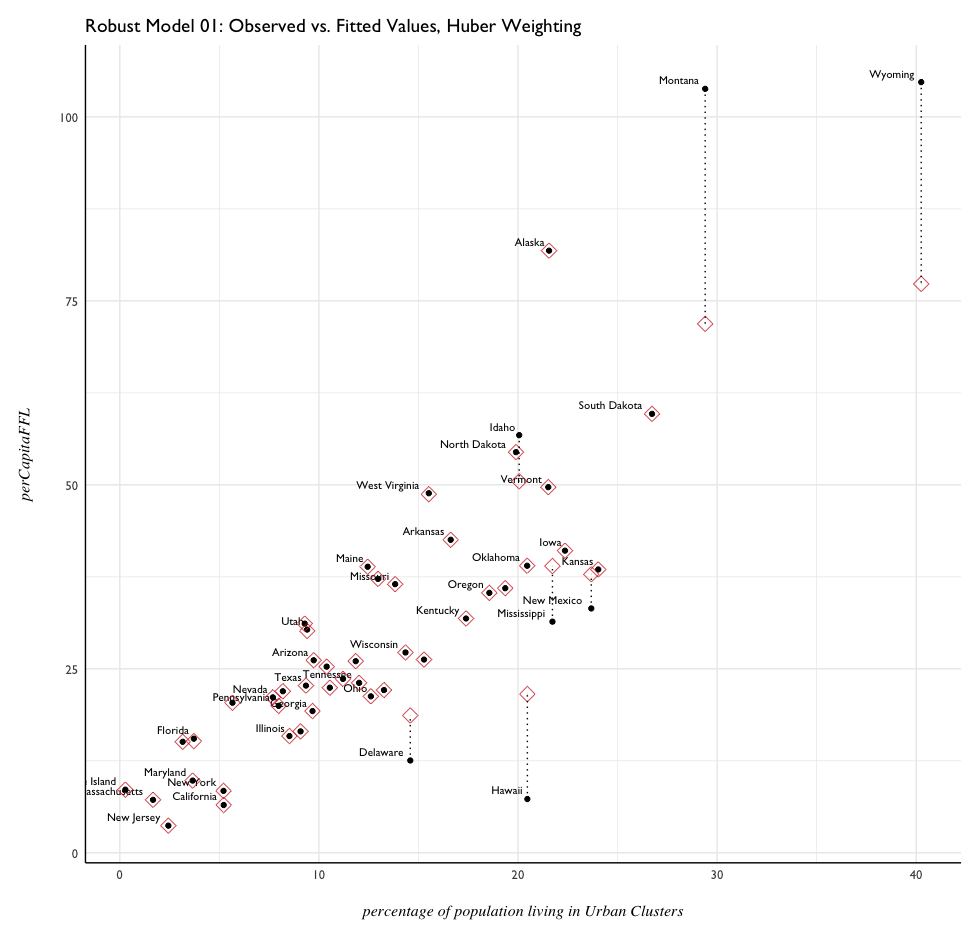 Robust Model 01: Observed vs. Fitted Values, Huber Weighting
Wyoming
Montana
100
Alaska
75
South Dakota
Idaho
North Dakota
Vermont
West Virginia
50
perCapitaFFL
Arkansas
Iowa
Maine
Oklahoma
Kansas
Missouri
Oregon
New Mexico
Kentucky
Mississippi
Utah
Wisconsin
Arizona
25
Tennessee
Texas
Nevada
Ohio
Pennsylvania
Georgia
Florida
Illinois
Delaware
Maryland
New York
Island
assachusetts
California
Hawaii
New Jersey
0
0 10 20 30 40
percentage of population living in Urban Clusters